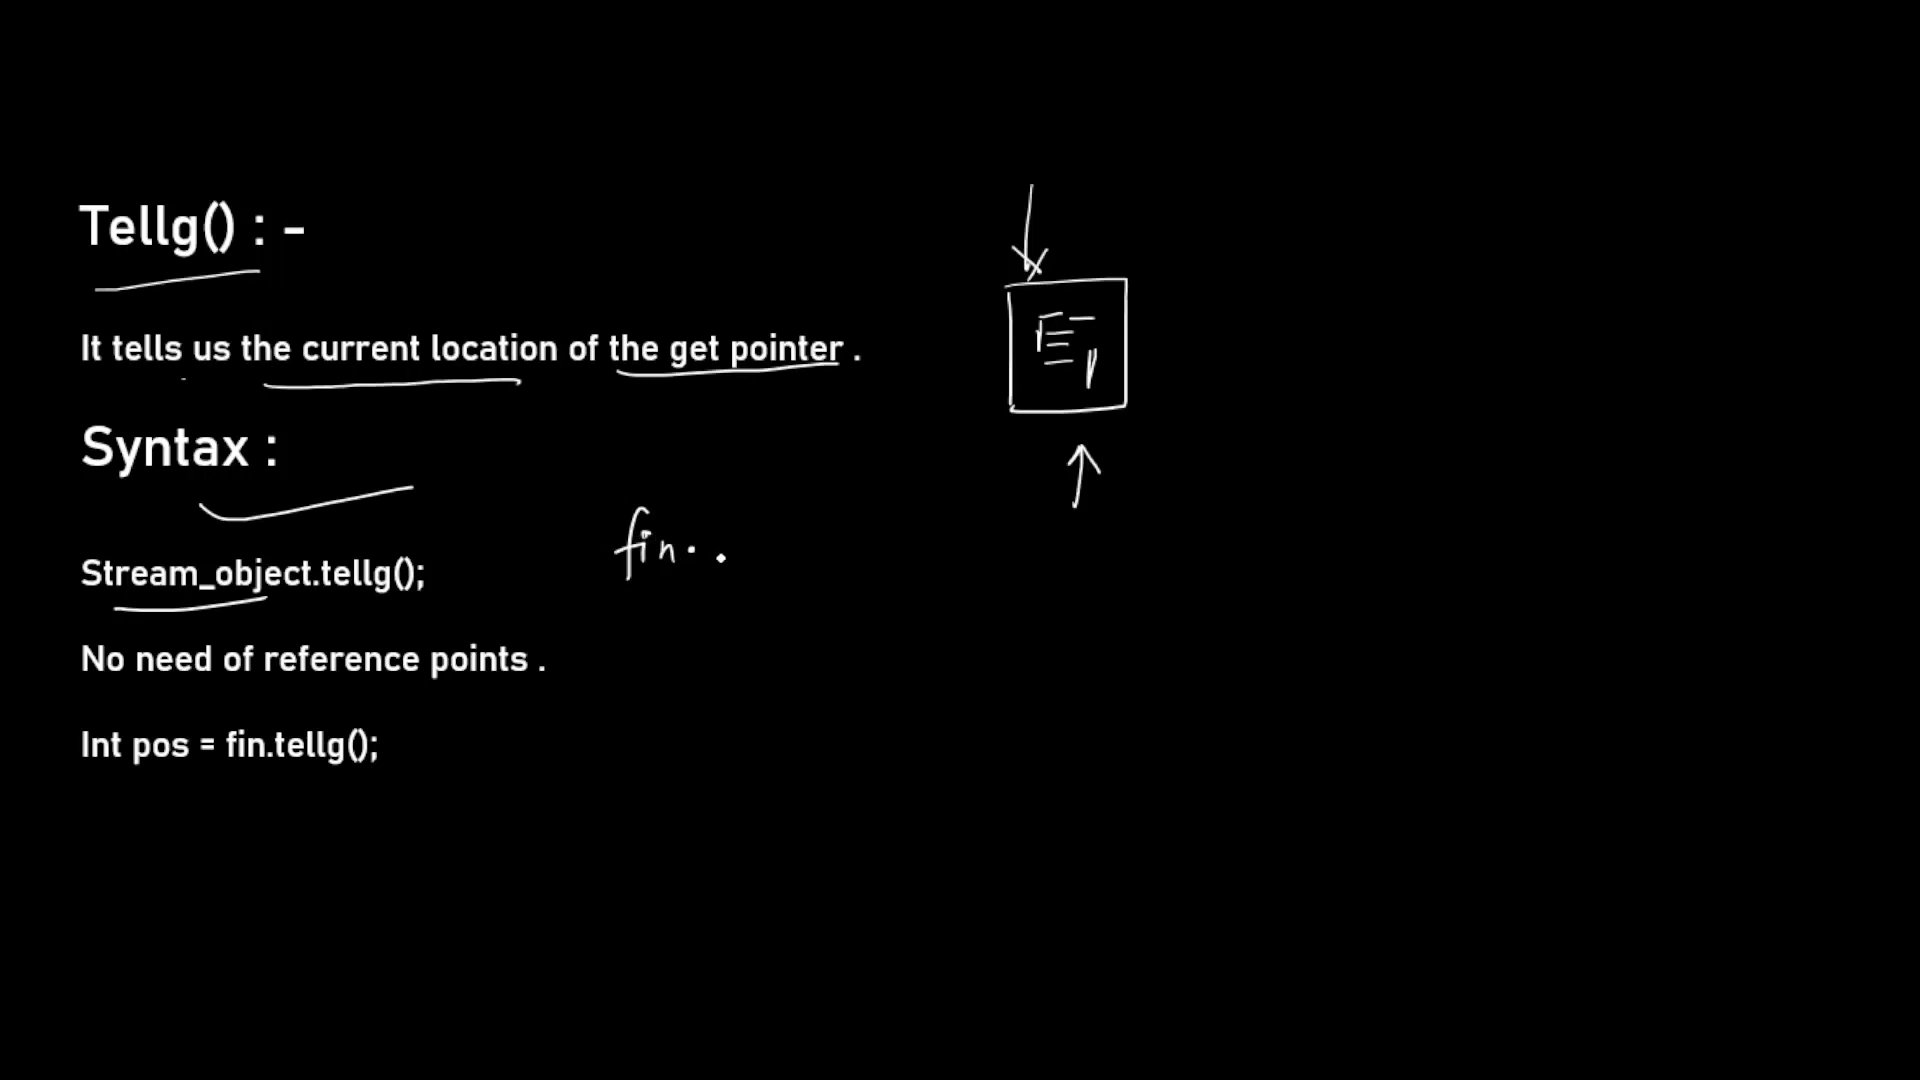 Tellg() : -
It tells us the current location of the get pointer .
Syntax :
fin. .
Stream_object.tellg();
No need of reference points .
Int pos = fin.tellg();